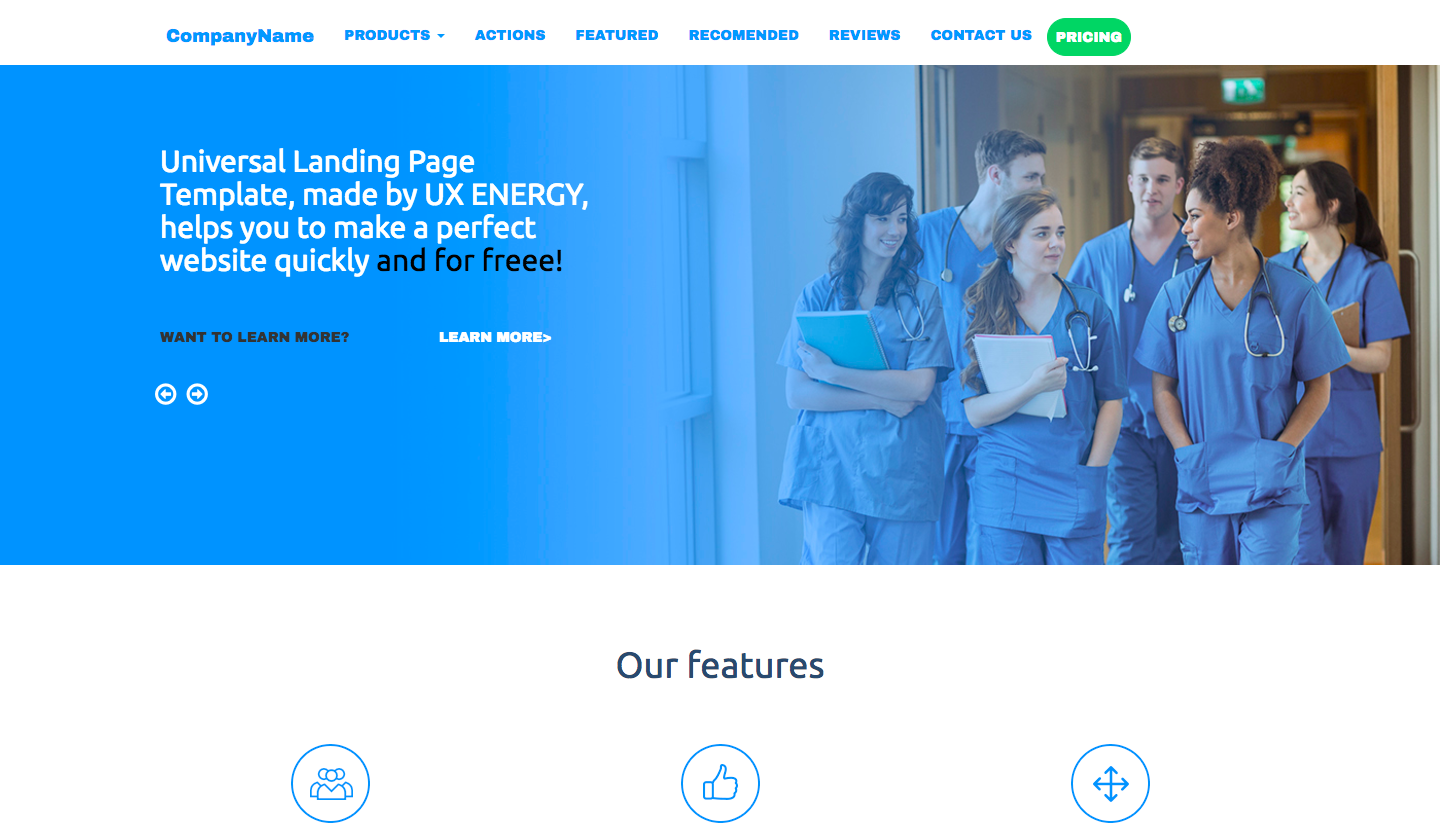 CompanyName PRODUCTS ACTIONS FEATURED RECOMENDED REVIEWS CONTACT US PRICING
Universal Landing Page
Template, made by UX ENERGY,
helps you to make a perfect
website quickly and for freee!
WANT TO LEARN MORE? LEARN MORE>
Our features